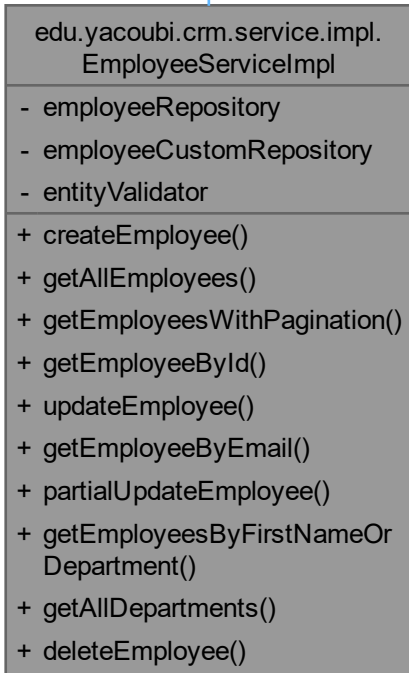 edu.yacoubi.crm.service.impl.
EmployeeServiceImpl
- employeeRepository
- employeeCustomRepository
- entityValidator
+ createEmployee()
+ getAllEmployees()
+ getEmployeesWithPagination()
+ getEmployeeById()
+ updateEmployee()
+ getEmployeeByEmail()
+ partialUpdateEmployee()
+ getEmployeesByFirstNameOr
Department()
+ getAllDepartments()
+ deleteEmployee()